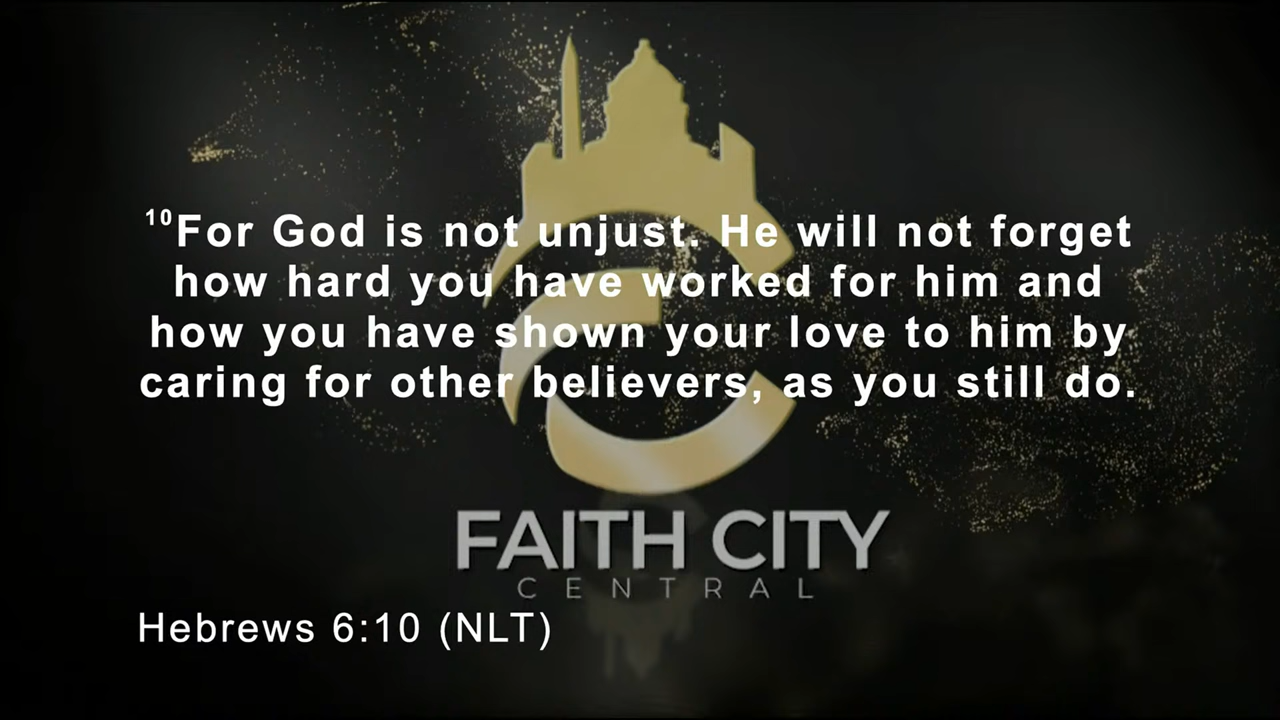 ¹⁰For God is not unjust. He will not forget
how hard you have worked for him and
how you have shown your love to him by
caring for other believers, as you still do.
FAITH CITY
CENTRAL
Hebrews 6:10 (NLT)